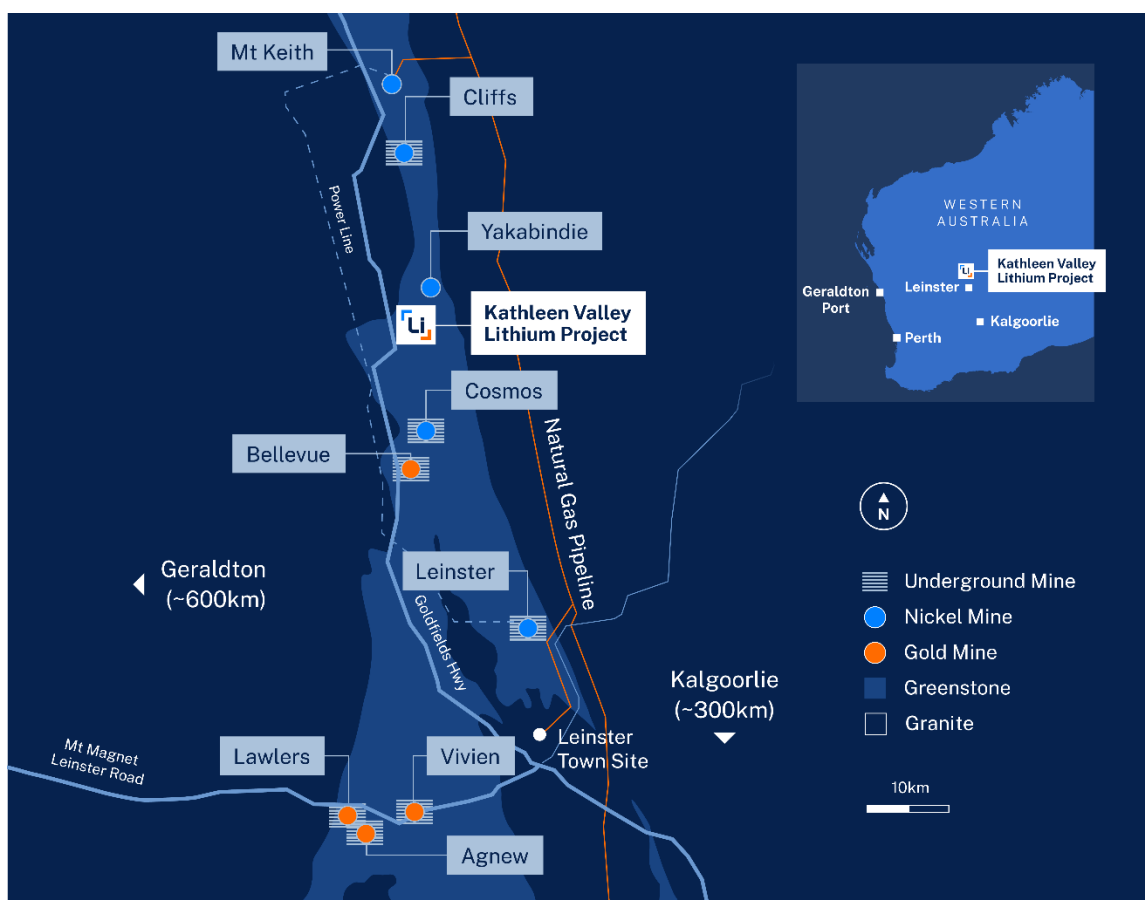 Mt Keith
Cliffs
Power Line
Yakabindie
Li
Kathleen Valley
Lithium Project
Cosmos
Bellevue
Natural Gas Pipeline
Geraldton
(~600km)
Leinster
Goldfields Hwy
Kalgoorlie
(~300km)
Leinster
Town Site
Mt Magnet
Leinster Road
Lawlers
Vivien
Agnew
WESTERN
AUSTRALIA
Li
Kathleen Valley
Lithium Project
Leinster
Geraldton
Port
Kalgoorlie
Perth
N
Underground Mine
Nickel Mine
Gold Mine
Greenstone
Granite
10km